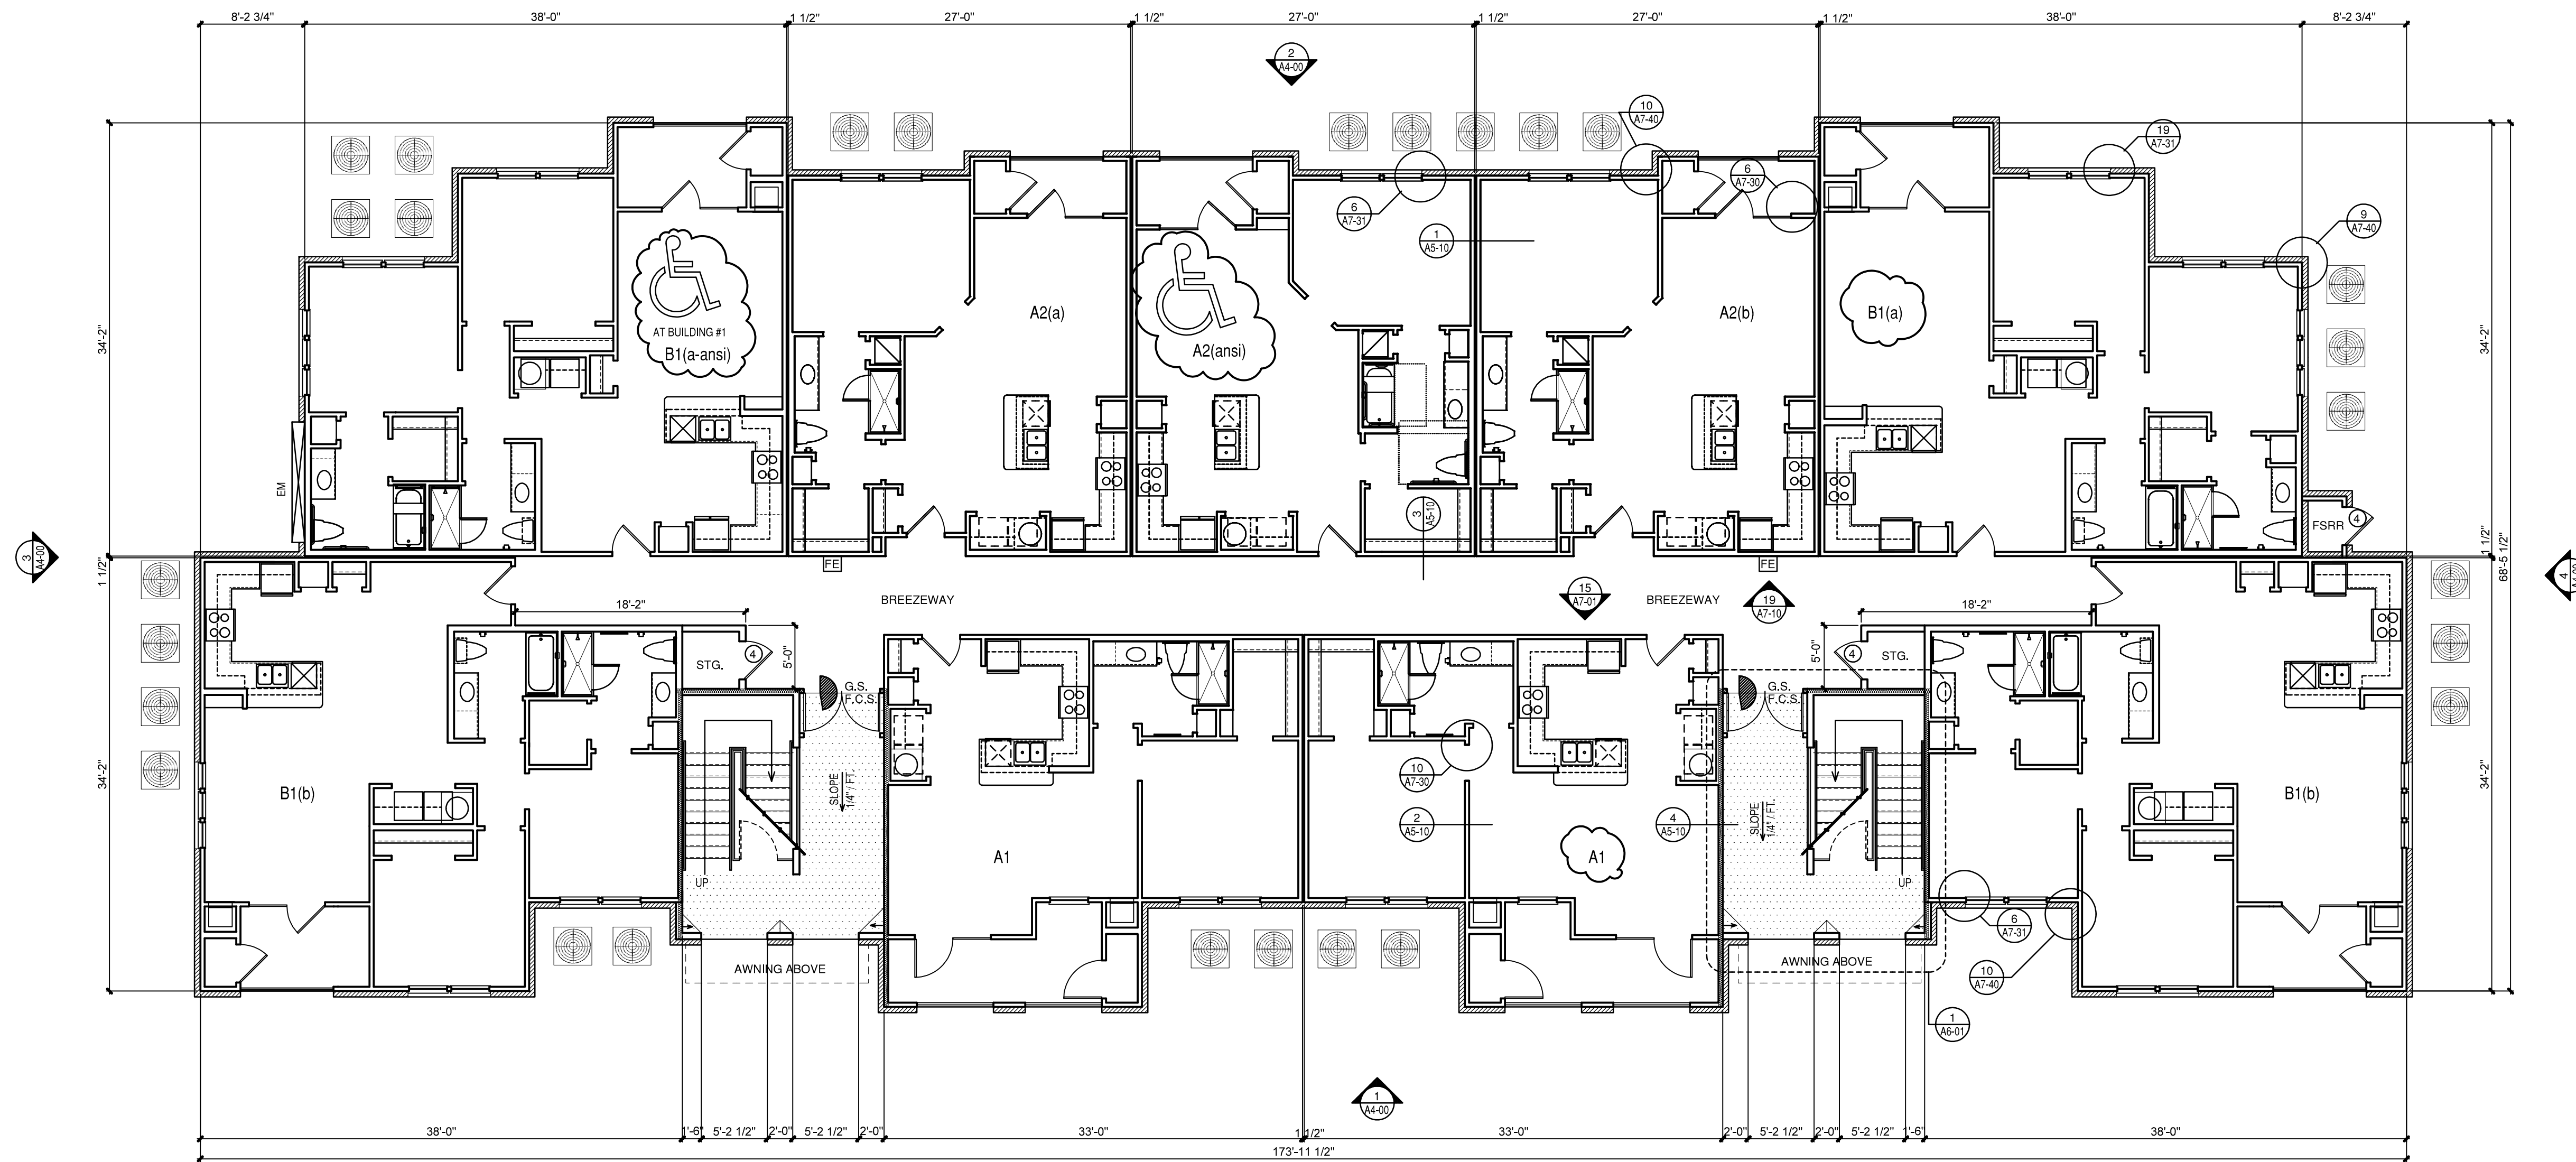 8'-2 3/4" 38'-0" 1 1/2" 27'-0" 1 1/2" 27'-0" 1 1/2" 27'-0" 1 1/2" 38'-0" 8'-2 3/4"
2
A4-00
10
A7-40
19
A7-31
6
A7-30
6
A7-31
9
A7-40
1
A5-10
34'-2"
34'-2"
AT BUILDING #1
B1(a-ansi)
A2(a)
A2(ansi)
A2(b)
B1(a)
EM
3
A5-10
FSRR
4
3
A4-00
1 1/2"
1 1/2"
68'-5 1/2"
4
FE
FE
BREEZEWAY
15
A7-01
BREEZEWAY
19
A7-10
18'-2"
18'-2"
STG.
4
5'-0"
5'-0"
4
STG.
G.S.
F.C.S.
G.S.
F.C.S.
34'-2"
34'-2"
B1(b)
SLOPE
1/4" / FT.
10
A7-30
2
A5-10
4
A5-10
SLOPE
1/4" / FT.
B1(b)
A1
A1
UP
UP
6
A7-31
10
A7-40
AWNING ABOVE
AWNING ABOVE
1
A6-01
1
A4-00
38'-0" 1'-6" 5'-2 1/2" 2'-0" 5'-2 1/2" 2'-0" 33'-0" 1 1/2" 33'-0" 2'-0" 5'-2 1/2" 2'-0" 5'-2 1/2" 1'-6" 38'-0"
173'-11 1/2"